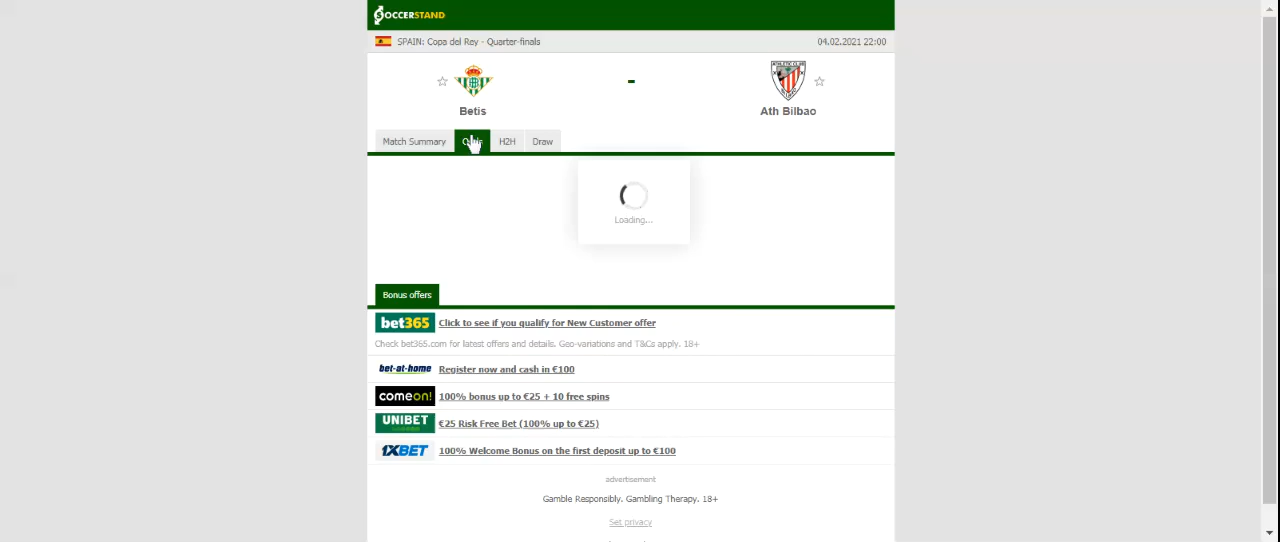 SOCCERSTAND
SPAIN: Copa del Rey - Quarter-finals 04.02.2021 22:00
ATHLETIC CLUB
-
Betis Ath Bilbao
Match Summary H2H Draw
Loading...
Bonus offers
bet365 Click to see if you qualify for New Customer offer
Check bet365.com for latest offers and details. Geo-variations and T&Cs apply. 18+
bet-at-home Register now and cash in €100
comeon! 100% bonus up to €25 + 10 free spins
UNIBET €25 Risk Free Bet (100% up to €25)
1XBET 100% Welcome Bonus on the first deposit up to €100
advertisement
Gamble Responsibly. Gambling Therapy. 18+
Set privacy